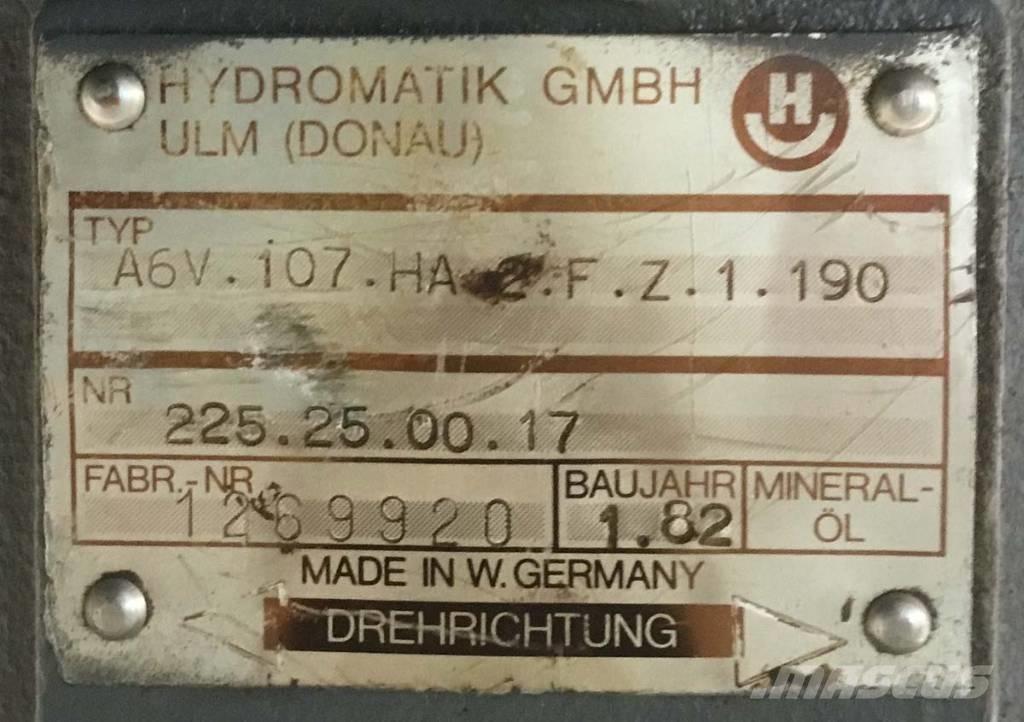 HYDROMATIK GMBH
H
ULM (DONAU)
TYP
A6V.107.HA.2.F.Z.1.190
NR
225.25.00.17
FABR.-NR
1269920
BAUJAHR
1.82
MINERAL-
ÖL
MADE IN W. GERMANY
DREHRICHTUNG
MASCUS